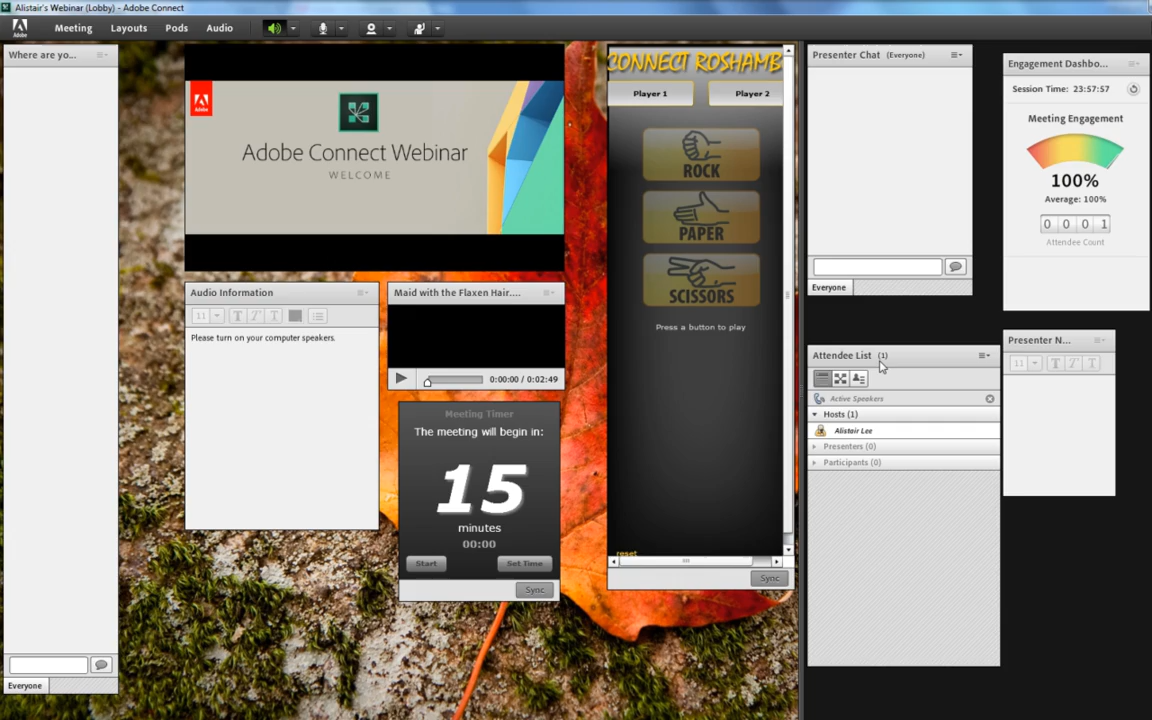 Alistair's Webinar (Lobby) - Adobe Connect
Adobe
Meeting
Layouts
Pods
Audio
Where are yo...
Everyone
Adobe
Adobe Connect Webinar
WELCOME
Audio Information
11
T T T
Please turn on your computer speakers.
Maid with the Flaxen Hair....
0:00:00 / 0:02:49
Meeting Timer
The meeting will begin in:
15
minutes
00:00
Start
Set Time
Sync
CONNECT ROSHAMB
Player 1
Player 2
ROCK
PAPER
SCISSORS
Press a button to play
reset
Sync
Presenter Chat (Everyone)
Everyone
Attendee List (1)
Active Speakers
Hosts (1)
Alistair Lee
Presenters (0)
Participants (0)
Engagement Dashbo...
Session Time: 23:57:57
Meeting Engagement
100%
Average: 100%
0 0 0 1
Attendee Count
Presenter N...
11
T T T